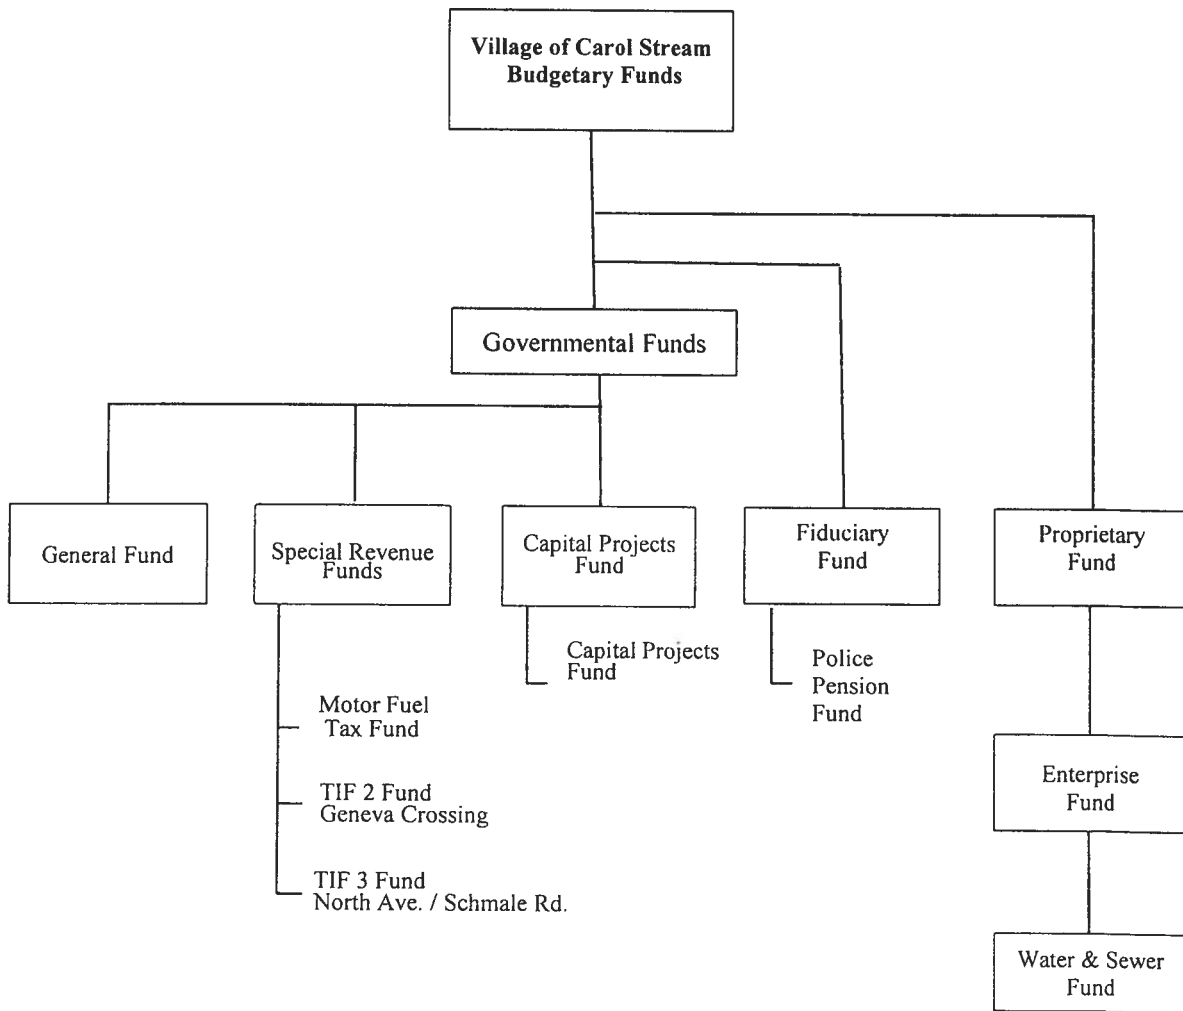 Village of Carol Stream
Budgetary Funds
Governmental Funds
General Fund
Special Revenue
Funds
Capital Projects
Fund
Fiduciary
Fund
Proprietary
Fund
Capital Projects
Fund
Police
Pension
Fund
Motor Fuel
Tax Fund
TIF 2 Fund
Geneva Crossing
TIF 3 Fund
North Ave. / Schmale Rd.
Enterprise
Fund
Water & Sewer
Fund